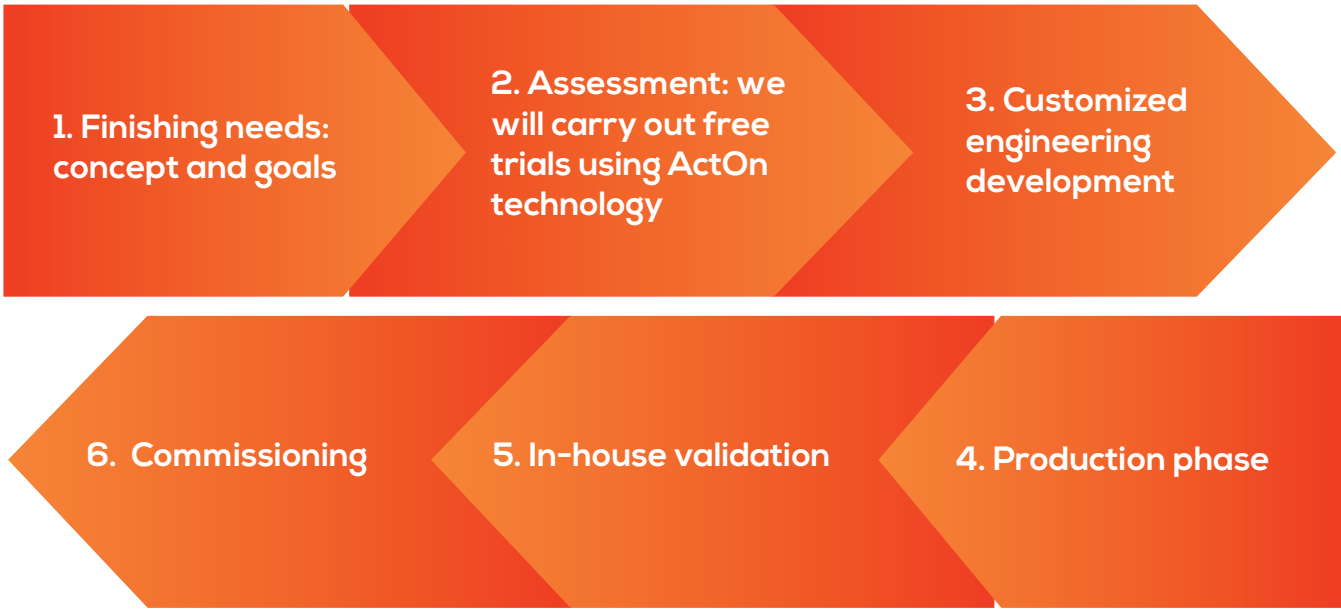 1. Finishing needs:
concept and goals
2. Assessment: we
will carry out free
trials using ActOn
technology
3. Customized
engineering
development
4. Production phase
5. In-house validation
6. Commissioning